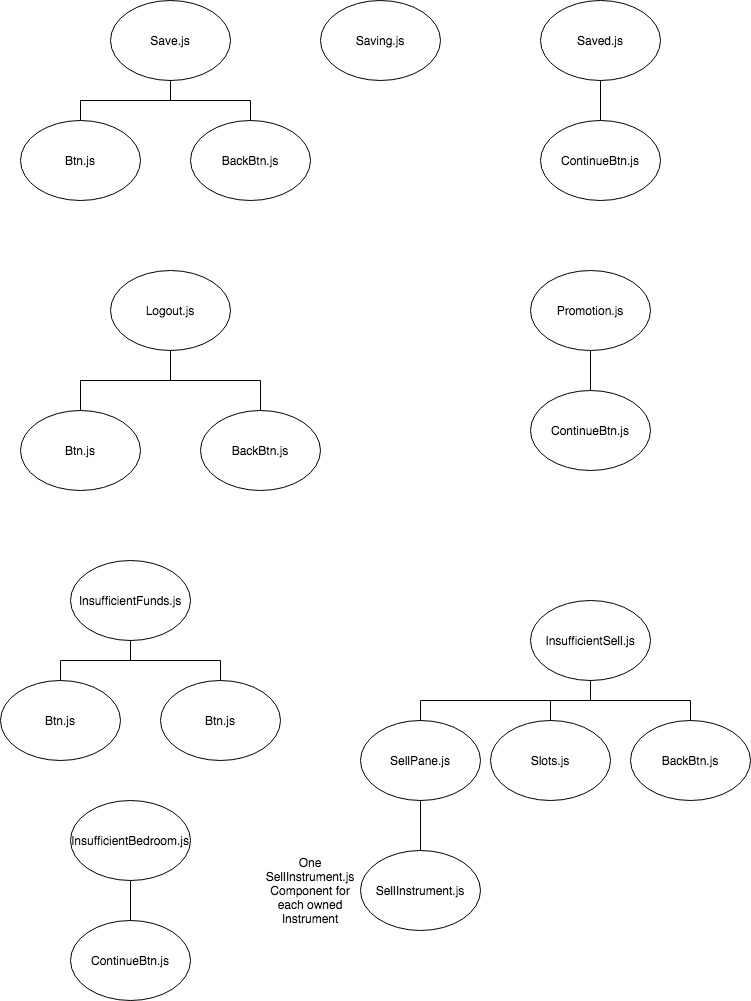 Save.js
Saving.js
Saved.js
Btn.js
BackBtn.js
ContinueBtn.js
Logout.js
Promotion.js
Btn.js
BackBtn.js
ContinueBtn.js
InsufficientFunds.js
InsufficientSell.js
Btn.js
Btn.js
SellPane.js
Slots.js
BackBtn.js
InsufficientBedroom.js
One
SellInstrument.js
Component for
each owned
Instrument
SellInstrument.js
ContinueBtn.js